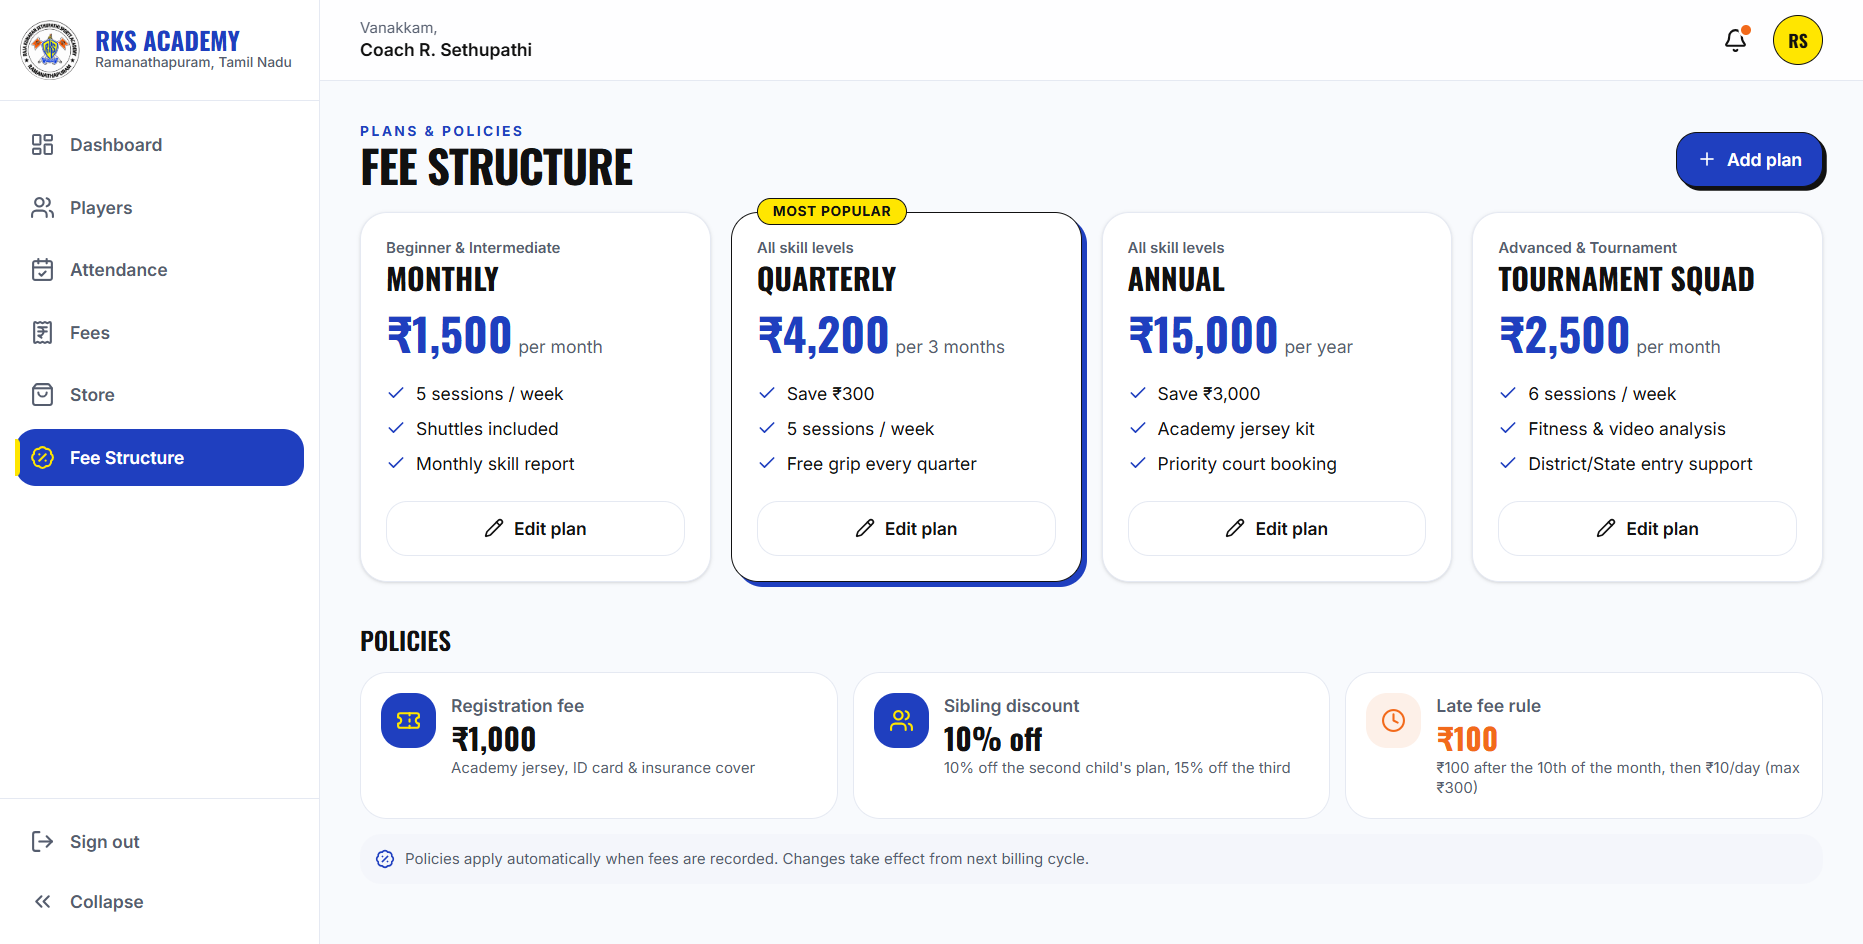 RKS ACADEMY
Ramanathapuram, Tamil Nadu
Dashboard
Players
Attendance
Fees
Store
Fee Structure
Sign out
Collapse
Vanakkam,
Coach R. Sethupathi
RS
PLANS & POLICIES
FEE STRUCTURE
Add plan
Beginner & Intermediate
MONTHLY
₹1,500 per month
5 sessions / week
Shuttles included
Monthly skill report
Edit plan
MOST POPULAR
All skill levels
QUARTERLY
₹4,200 per 3 months
Save ₹300
5 sessions / week
Free grip every quarter
Edit plan
All skill levels
ANNUAL
₹15,000 per year
Save ₹3,000
Academy jersey kit
Priority court booking
Edit plan
Advanced & Tournament
TOURNAMENT SQUAD
₹2,500 per month
6 sessions / week
Fitness & video analysis
District/State entry support
Edit plan
POLICIES
Registration fee
₹1,000
Academy jersey, ID card & insurance cover
Sibling discount
10% off
10% off the second child's plan, 15% off the third
Late fee rule
₹100
₹100 after the 10th of the month, then ₹10/day (max
₹300)
Policies apply automatically when fees are recorded. Changes take effect from next billing cycle.